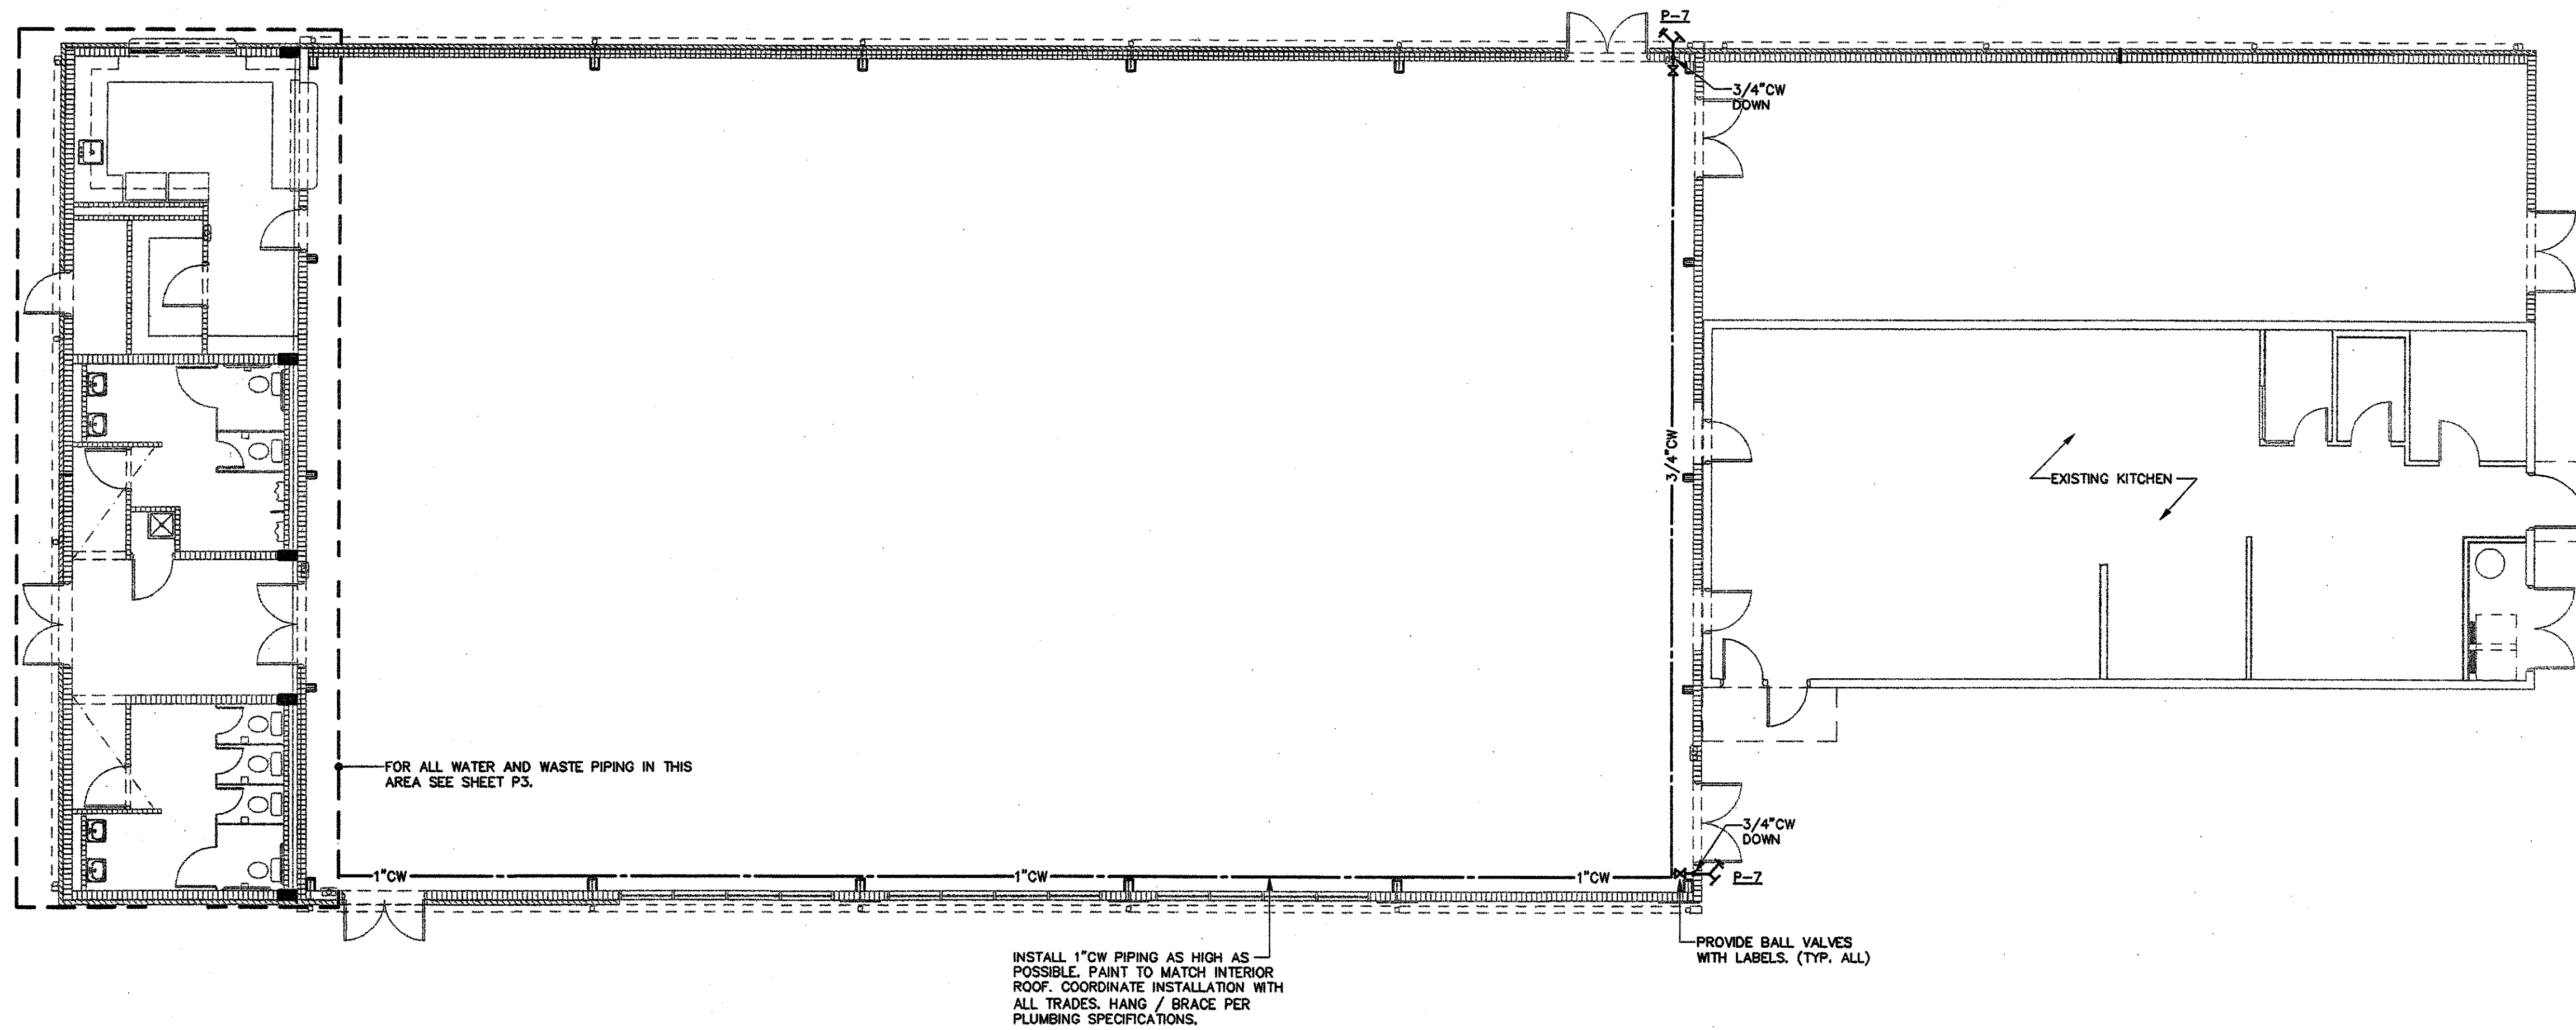 P-7
3/4"CW
DOWN
3/4"CW
EXISTING KITCHEN
FOR ALL WATER AND WASTE PIPING IN THIS
AREA SEE SHEET P3.
3/4"CW
DOWN
1"CW
1"CW
1"CW
P-7
INSTALL 1"CW PIPING AS HIGH AS
POSSIBLE. PAINT TO MATCH INTERIOR
ROOF. COORDINATE INSTALLATION WITH
ALL TRADES. HANG / BRACE PER
PLUMBING SPECIFICATIONS.
PROVIDE BALL VALVES
WITH LABELS. (TYP. ALL)